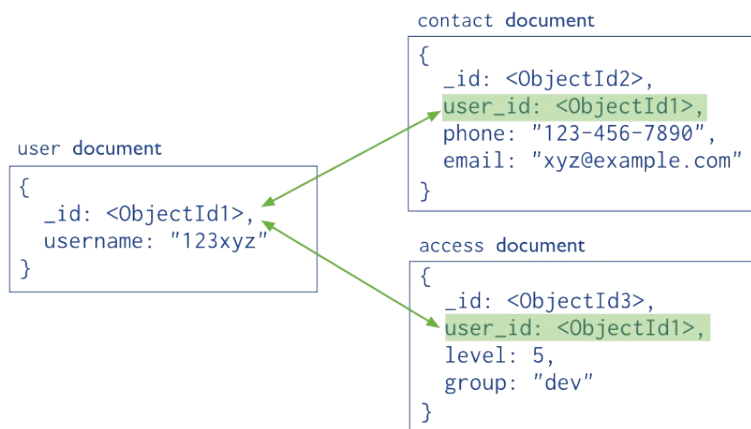 user document
{
_id: <ObjectId1>,
username: "123xyz"
}
contact document
{
_id: <ObjectId2>,
user_id: <ObjectId1>,
phone: "123-456-7890",
email: "xyz@example.com"
}
access document
{
_id: <ObjectId3>,
user_id: <ObjectId1>,
level: 5,
group: "dev"
}